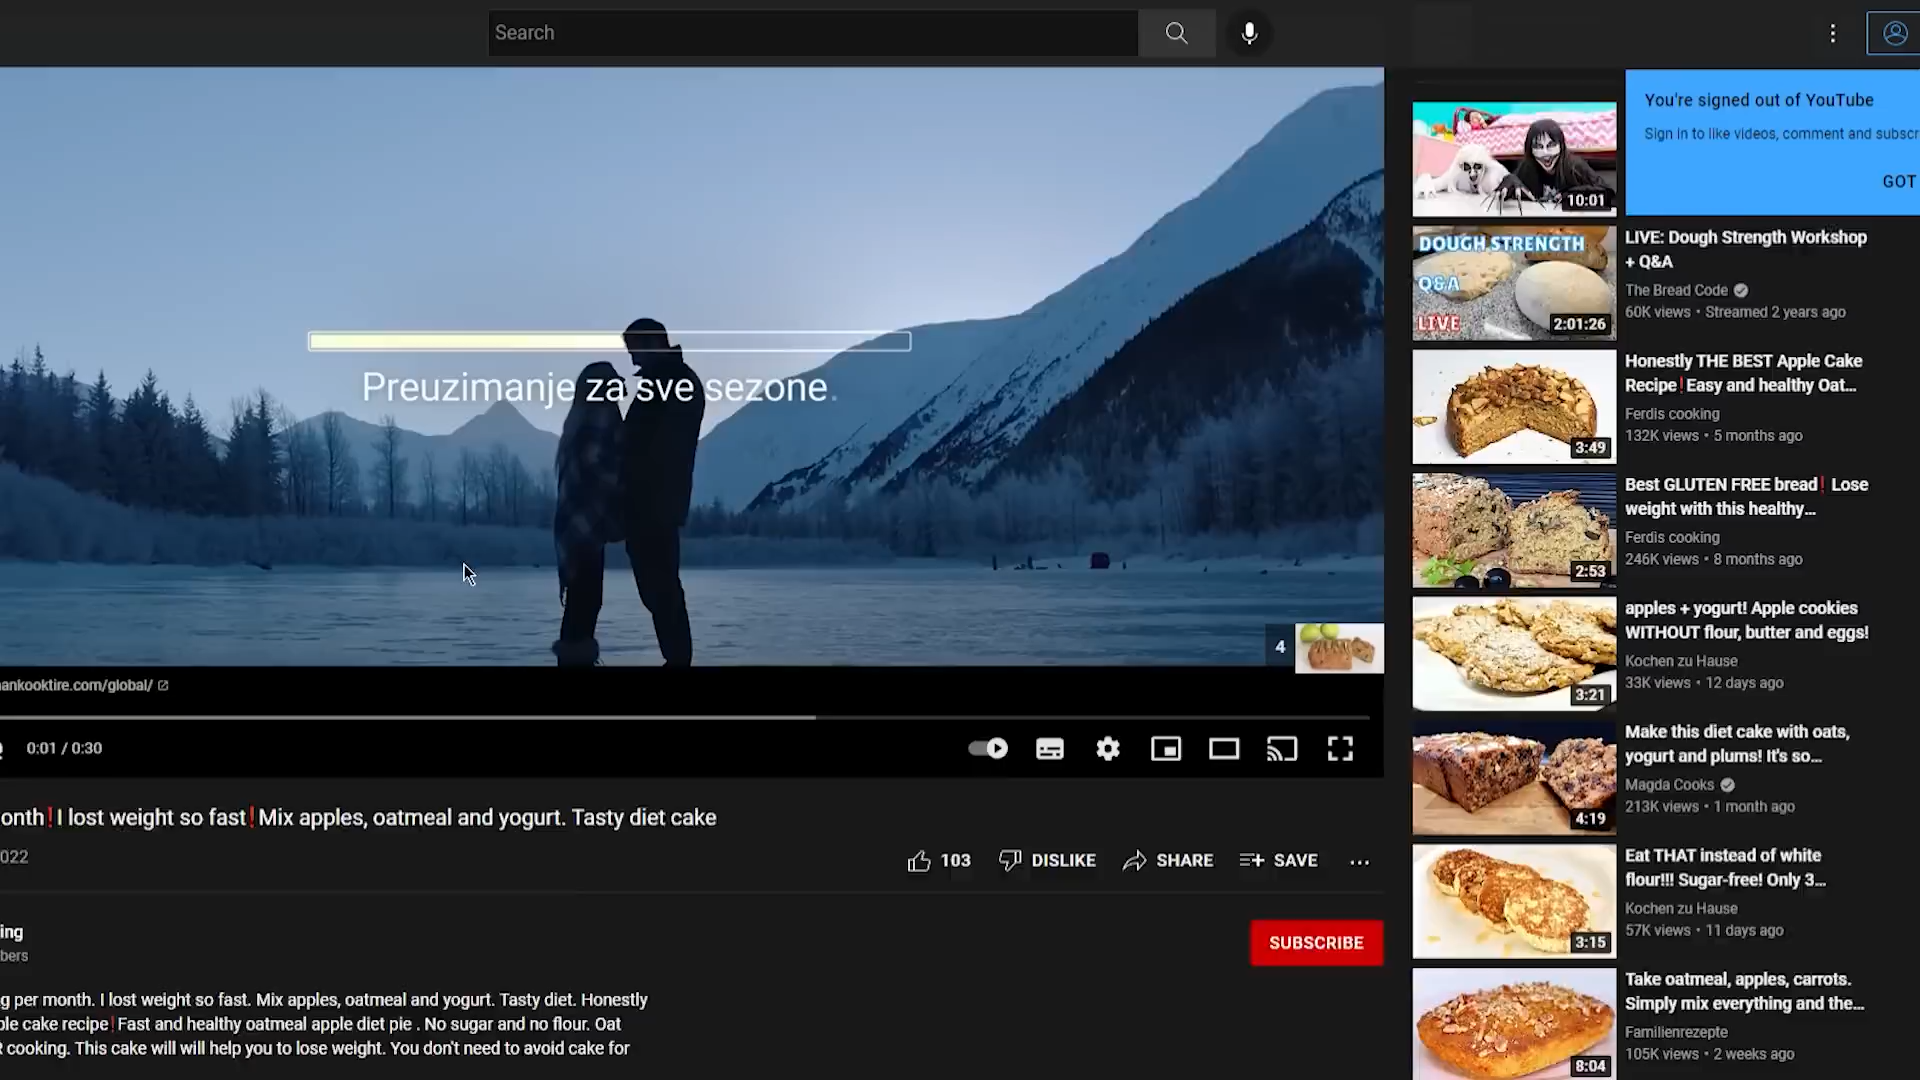 Search
You're signed out of YouTube
Sign in to like videos, comment and subscr
GOT
10:01
DOUGH STRENGTH
Q&A
LIVE
2:01:26
LIVE: Dough Strength Workshop
+ Q&A
The Bread Code
60K views • Streamed 2 years ago
Preuzimanje za sve sezone.
3:49
Honestly THE BEST Apple Cake
Recipe❗Easy and healthy Oat...
Ferdis cooking
132K views • 5 months ago
2:53
Best GLUTEN FREE bread❗ Lose
weight with this healthy...
Ferdis cooking
246K views • 8 months ago
3:21
apples + yogurt! Apple cookies
WITHOUT flour, butter and eggs!
Kochen zu Hause
33K views • 12 days ago
4
ankooktire.com/global/
0:01 / 0:30
4:19
Make this diet cake with oats,
yogurt and plums! It's so...
Magda Cooks
213K views • 1 month ago
onth❗I lost weight so fast❗Mix apples, oatmeal and yogurt. Tasty diet cake
022
103 DISLIKE SHARE SAVE ...
3:15
Eat THAT instead of white
flour!!! Sugar-free! Only 3...
Kochen zu Hause
57K views • 11 days ago
ing
bers
SUBSCRIBE
g per month. I lost weight so fast. Mix apples, oatmeal and yogurt. Tasty diet. Honestly
ple cake recipe❗Fast and healthy oatmeal apple diet pie . No sugar and no flour. Oat
R cooking. This cake will will help you to lose weight. You don't need to avoid cake for
8:04
Take oatmeal, apples, carrots.
Simply mix everything and the...
Familienrezepte
105K views • 2 weeks ago